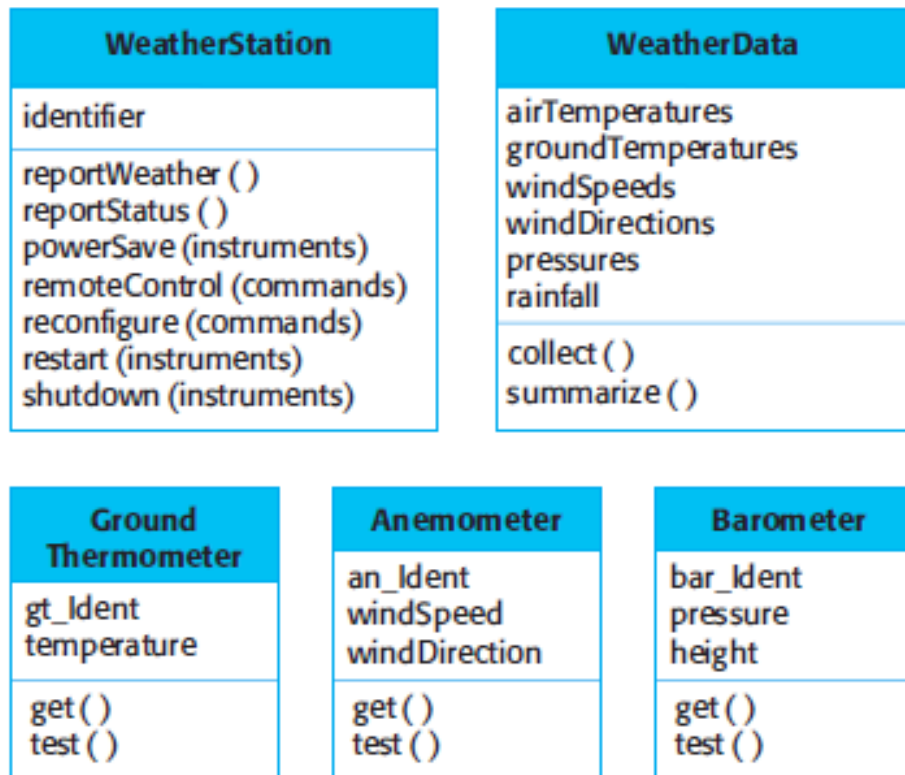 WeatherStation
identifier
reportWeather ( )
reportStatus ( )
powerSave (instruments)
remoteControl (commands)
reconfigure (commands)
restart (instruments)
shutdown (instruments)
WeatherData
airTemperatures
groundTemperatures
windSpeeds
windDirections
pressures
rainfall
collect ( )
summarize ( )
Ground
Thermometer
gt_Ident
temperature
get ( )
test ( )
Anemometer
an_Ident
windSpeed
windDirection
get ( )
test ( )
Barometer
bar_Ident
pressure
height
get ( )
test ( )